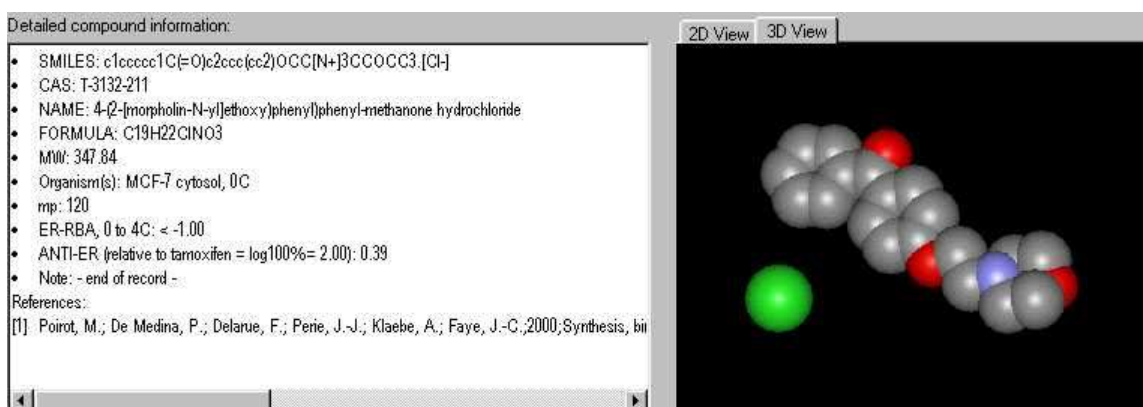 Detailed compound information:
2D View 3D View
• SMILES: c1ccccc1C(=O)c2ccc(cc2)OCC[N+]3CCOCC3.[Cl-]
• CAS: T-3132-211
• NAME: 4-(2-[morpholin-N-yl]ethoxy)phenyl)phenyl-methanone hydrochloride
• FORMULA: C19H22ClNO3
• MW: 347.84
• Organism(s): MCF-7 cytosol, 0C
• mp: 120
• ER-RBA, 0 to 4C: < -1.00
• ANTI-ER (relative to tamoxifen = log100%= 2.00): 0.39
• Note: - end of record -
References:
[1] Poirot, M.; De Medina, P.; Delarue, F.; Perie, J.-J.; Klaebe, A.; Faye, J.-C.;2000;Synthesis,